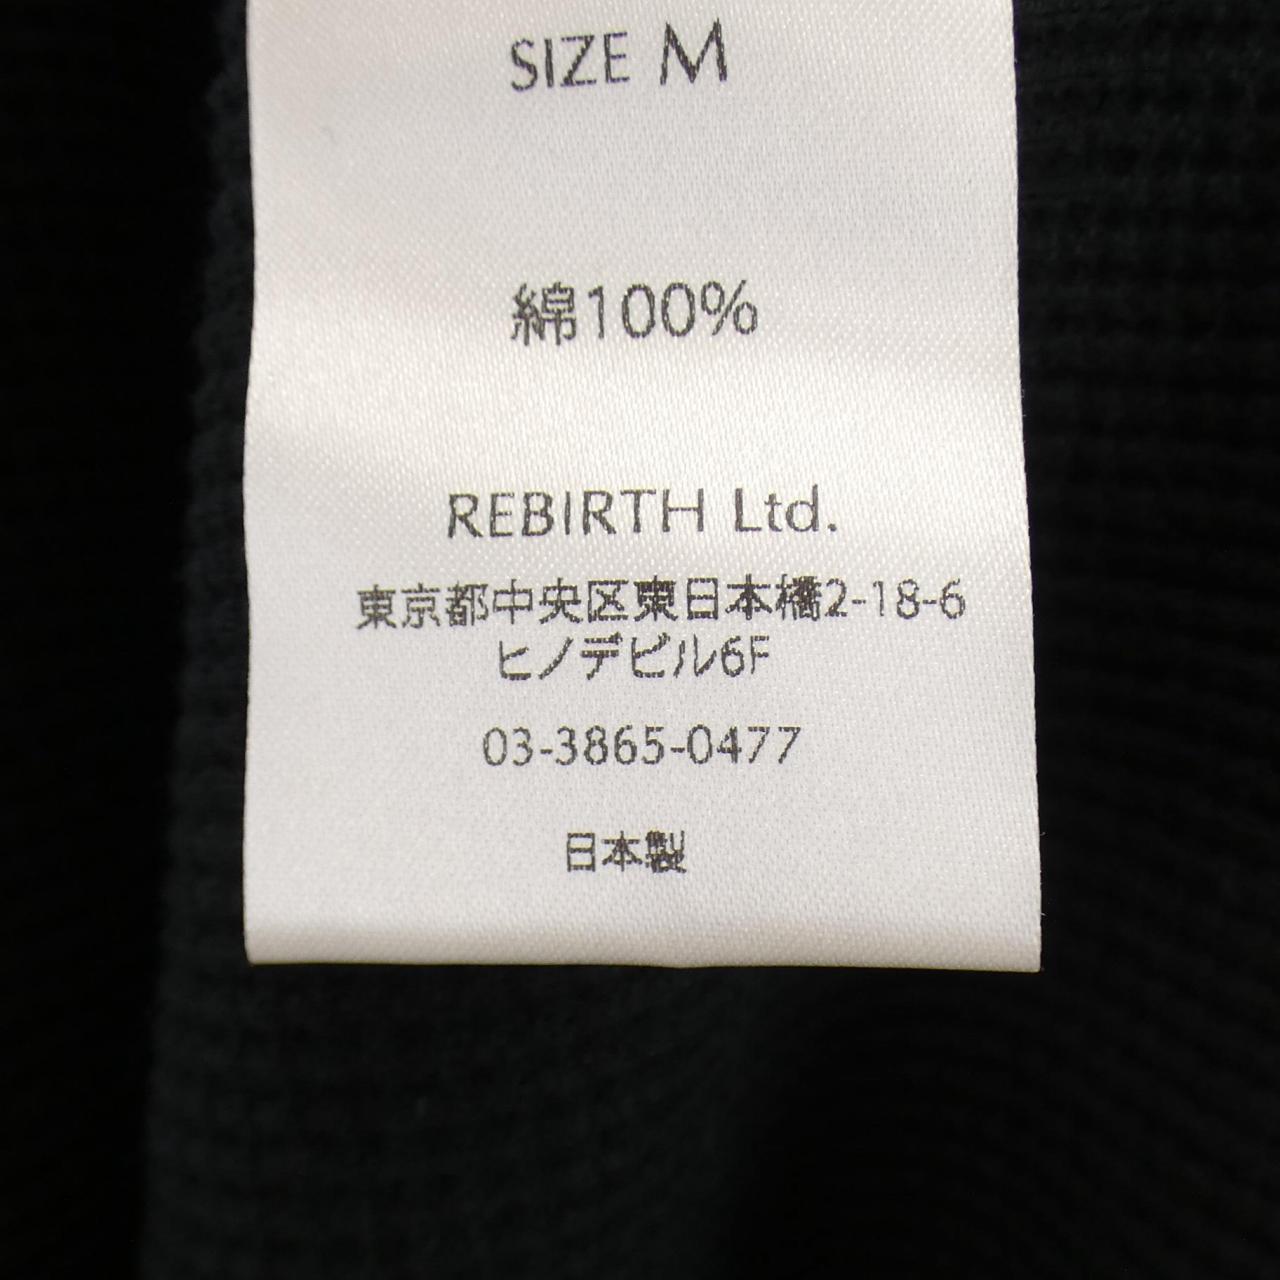 SIZE M
綿100%
REBIRTH Ltd.
東京都中央区東日本橋2-18-6
ヒノデビル6F
03-3865-0477
日本製